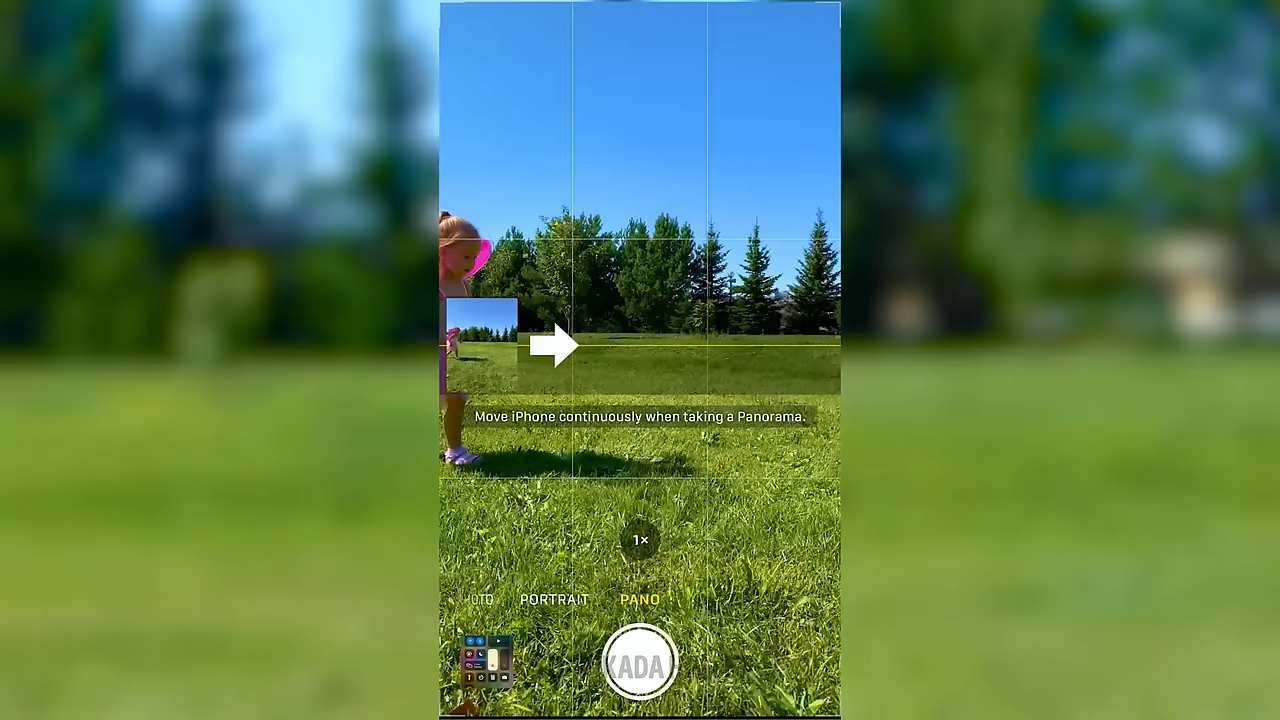 Move iPhone continuously when taking a Panorama.
1×
PORTRAIT
PANO
KADA